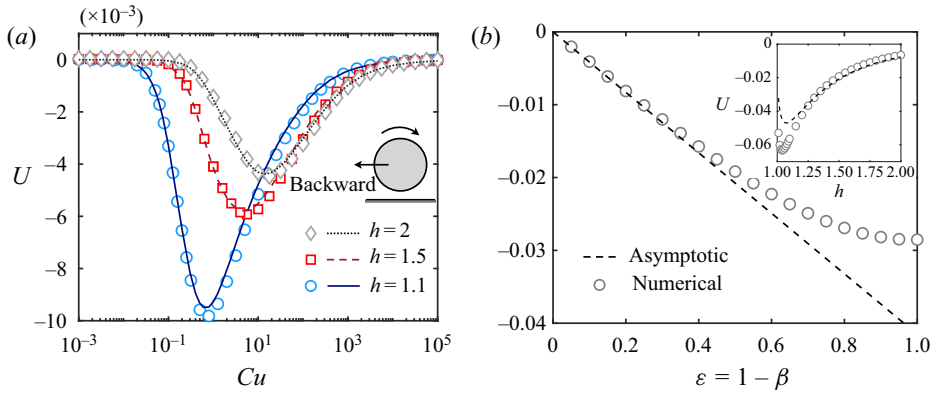 (×10⁻³)
(a)
0
−2
−4
−6
−8
−10
U
Backward
h = 2
h = 1.5
h = 1.1
10⁻³ 10⁻¹ 10¹ 10³ 10⁵
Cu
(b)
0
−0.01
−0.02
−0.03
−0.04
0 0.2 0.4 0.6 0.8 1.0
ε = 1 – β
Asymptotic
Numerical
0
−0.02
−0.04
−0.06
U
1.00 1.25 1.50 1.75 2.00
h